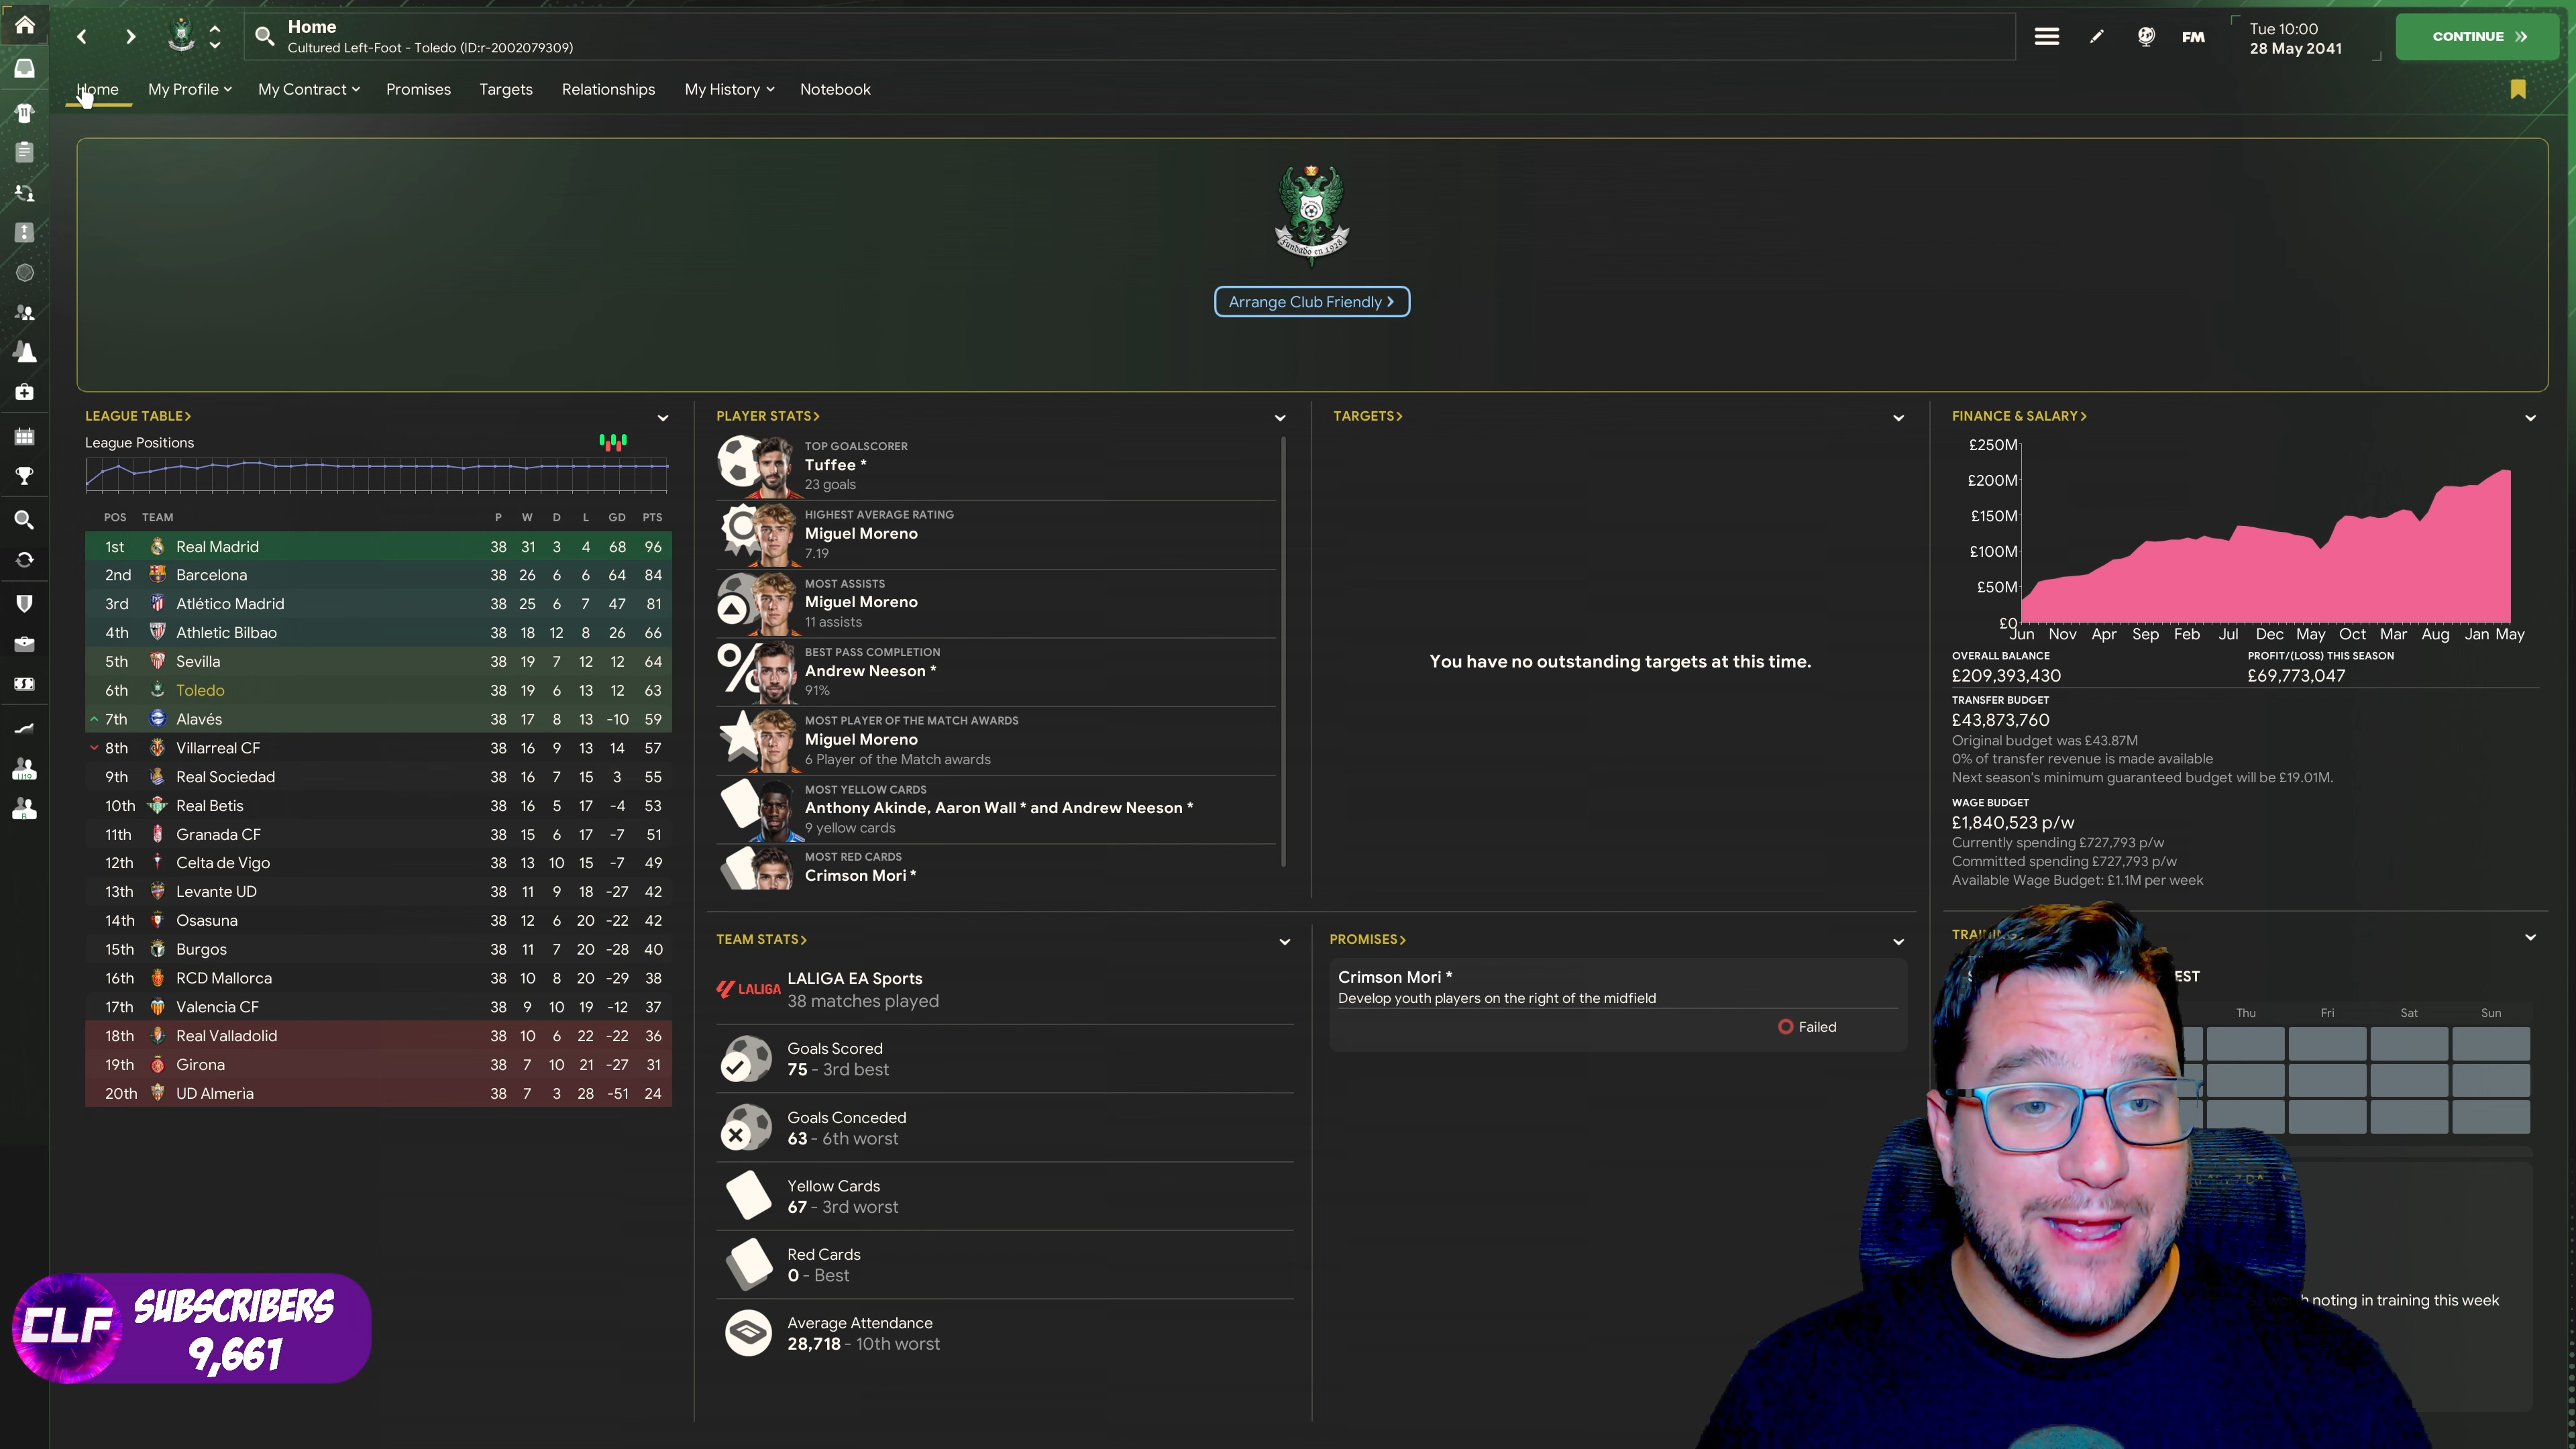 Home
Cultured Left-Foot - Toledo (ID:r-2002079309)
FM
Tue 10:00
28 May 2041
CONTINUE
Home
My Profile
My Contract
Promises
Targets
Relationships
My History
Notebook
Fundado en 1928
Arrange Club Friendly >
LEAGUE TABLE>
League Positions
POS TEAM P W D L GD PTS
1st Real Madrid 38 31 3 4 68 96
2nd Barcelona 38 26 6 6 64 84
3rd Atlético Madrid 38 25 6 7 47 81
4th Athletic Bilbao 38 18 12 8 26 66
5th Sevilla 38 19 7 12 12 64
6th Toledo 38 19 6 13 12 63
7th Alavés 38 17 8 13 -10 59
8th Villarreal CF 38 16 9 13 14 57
9th Real Sociedad 38 16 7 15 3 55
10th Real Betis 38 16 5 17 -4 53
11th Granada CF 38 15 6 17 -7 51
12th Celta de Vigo 38 13 10 15 -7 49
13th Levante UD 38 11 9 18 -27 42
14th Osasuna 38 12 6 20 -22 42
15th Burgos 38 11 7 20 -28 40
16th RCD Mallorca 38 10 8 20 -29 38
17th Valencia CF 38 9 10 19 -12 37
18th Real Valladolid 38 10 6 22 -22 36
19th Girona 38 7 10 21 -27 31
20th UD Almería 38 7 3 28 -51 24
PLAYER STATS>
TOP GOALSCORER
Tuffee *
23 goals
HIGHEST AVERAGE RATING
Miguel Moreno
7.19
MOST ASSISTS
Miguel Moreno
11 assists
BEST PASS COMPLETION
Andrew Neeson *
91%
MOST PLAYER OF THE MATCH AWARDS
Miguel Moreno
6 Player of the Match awards
MOST YELLOW CARDS
Anthony Akinde, Aaron Wall * and Andrew Neeson *
9 yellow cards
MOST RED CARDS
Crimson Mori *
TARGETS>
You have no outstanding targets at this time.
FINANCE & SALARY>
£250M
£200M
£150M
£100M
£50M
£0
Jun Nov Apr Sep Feb Jul Dec May Oct Mar Aug Jan May
OVERALL BALANCE
£209,393,430
PROFIT/(LOSS) THIS SEASON
£69,773,047
TRANSFER BUDGET
£43,873,760
Original budget was £43.87M
0% of transfer revenue is made available
Next season's minimum guaranteed budget will be £19.01M.
WAGE BUDGET
£1,840,523 p/w
Currently spending £727,793 p/w
Committed spending £727,793 p/w
Available Wage Budget: £1.1M per week
TEAM STATS>
LALIGA
LALIGA EA Sports
38 matches played
Goals Scored
75 - 3rd best
Goals Conceded
63 - 6th worst
Yellow Cards
67 - 3rd worst
Red Cards
0 - Best
Average Attendance
28,718 - 10th worst
PROMISES>
Crimson Mori *
Develop youth players on the right of the midfield
Failed
Thu Fri Sat Sun
noting in training this week
CLF
SUBSCRIBERS
9,661